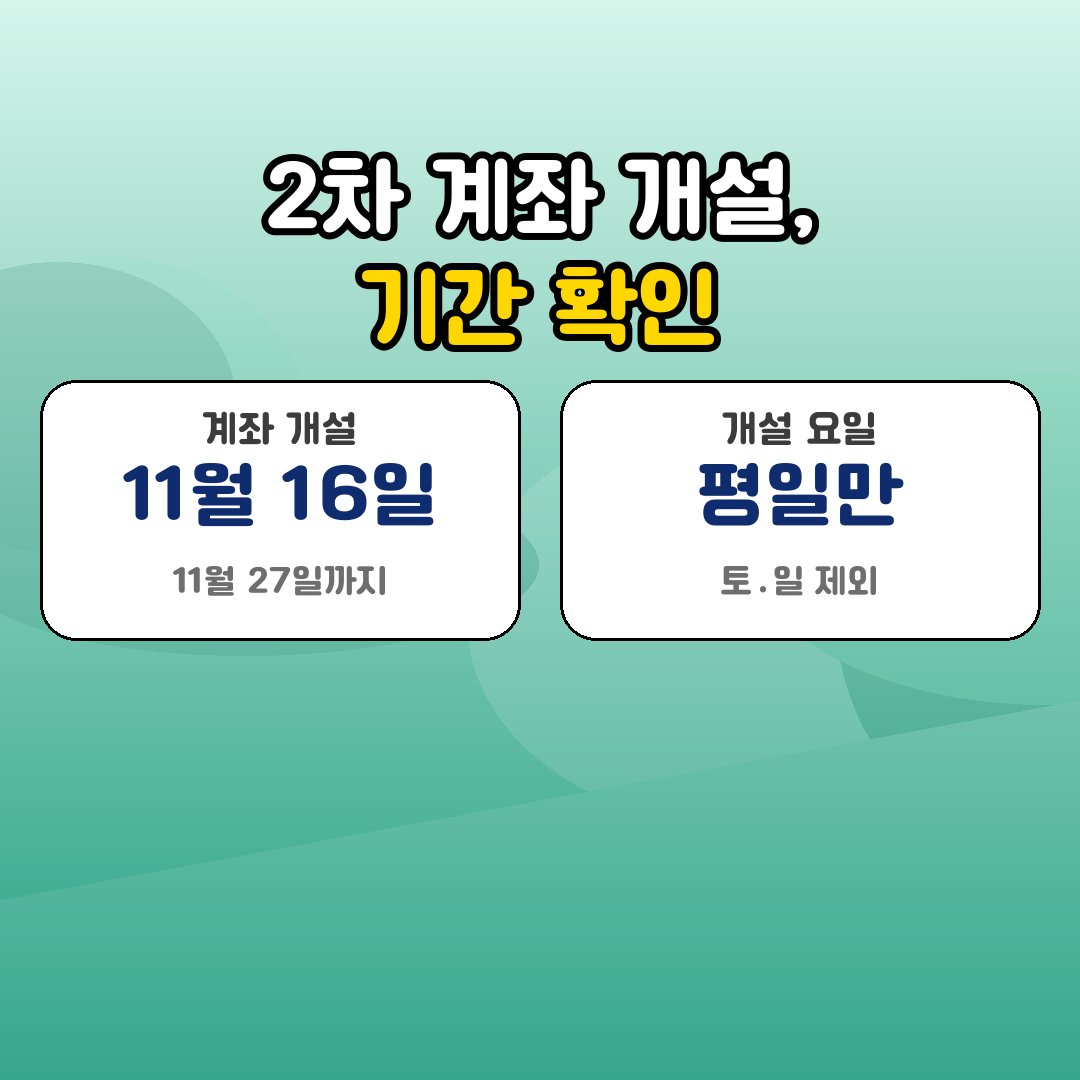 2차 계좌 개설,
기간 확인
계좌 개설
11월 16일
11월 27일까지
개설 요일
평일만
토.일 제외